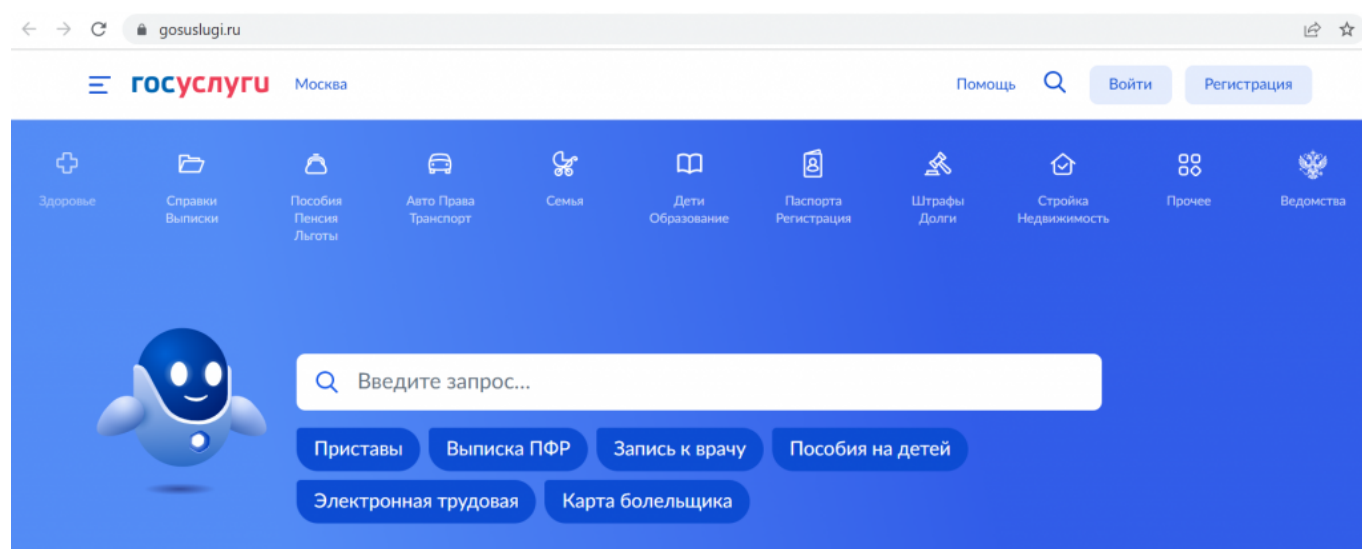 gosuslugi.ru
госуслуги Москва Помощь Войти Регистрация
Здоровье
Справки
Выписки
Пособия
Пенсия
Льготы
Авто Права
Транспорт
Семья
Дети
Образование
Паспорта
Регистрация
Штрафы
Долги
Стройка
Недвижимость
Прочее
Ведомства
Введите запрос...
Приставы Выписка ПФР Запись к врачу Пособия на детей
Электронная трудовая Карта болельщика